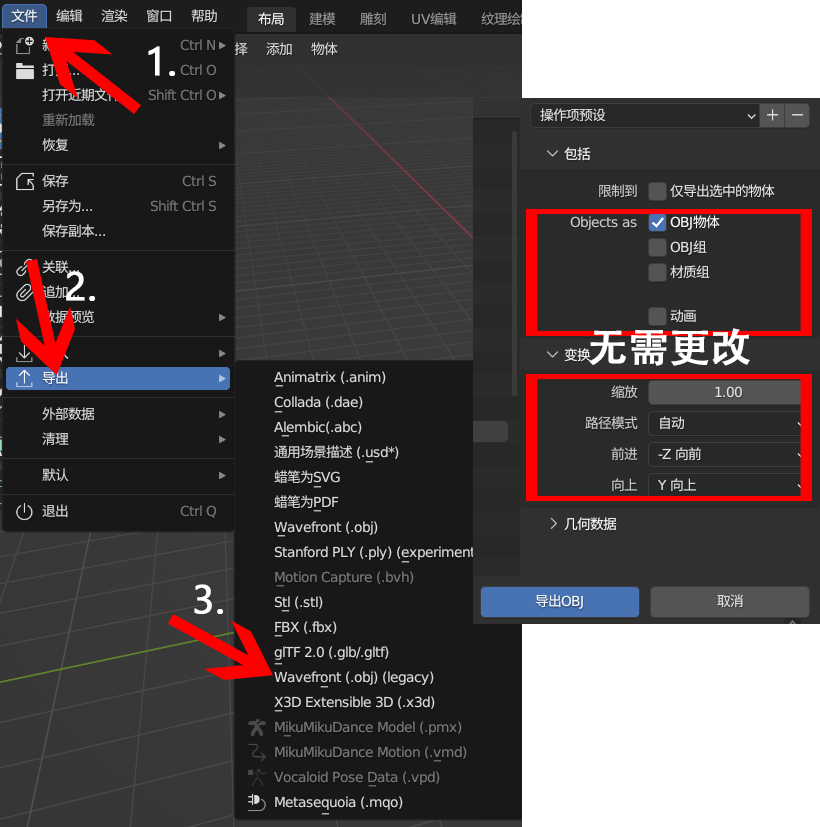 文件 编辑 渲染 窗口 帮助 布局 建模 雕刻 UV编辑 纹理绘
择 添加 物体
1.
新 Ctrl N
打开... Ctrl O
打开近期文件 Shift Ctrl O
重新加载
恢复
保存 Ctrl S
另存为... Shift Ctrl S
保存副本...
关联...
2.
追加...
数据预览
导出
外部数据
清理
默认
退出 Ctrl Q
3.
Animatrix (.anim)
Collada (.dae)
Alembic(.abc)
通用场景描述 (.usd*)
蜡笔为SVG
蜡笔为PDF
Wavefront (.obj)
Stanford PLY (.ply) (experiment
Motion Capture (.bvh)
Stl (.stl)
FBX (.fbx)
glTF 2.0 (.glb/.gltf)
Wavefront (.obj) (legacy)
X3D Extensible 3D (.x3d)
MikuMikuDance Model (.pmx)
MikuMikuDance Motion (.vmd)
Vocaloid Pose Data (.vpd)
Metasequoia (.mqo)
操作项预设
包括
限制到 仅导出选中的物体
Objects as OBJ物体
OBJ组
材质组
动画
无需更改
变换
缩放 1.00
路径模式 自动
前进 -Z 向前
向上 Y 向上
几何数据
导出OBJ 取消